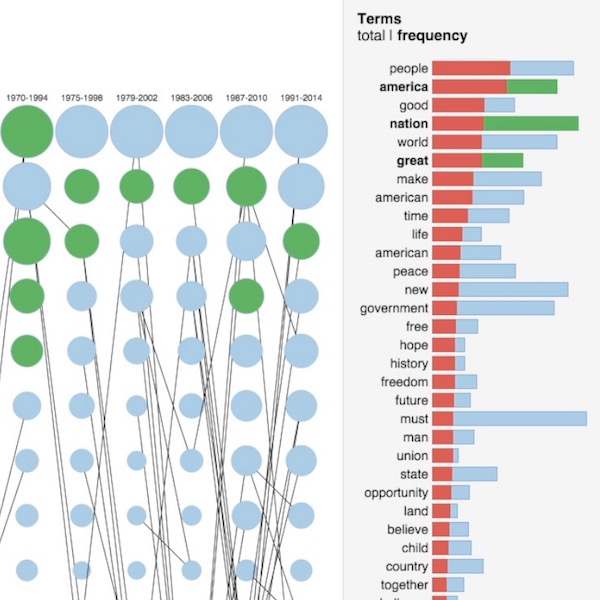 Terms
total | frequency
1970-1994 1975-1998 1979-2002 1983-2006 1987-2010 1991-2014
people
america
good
nation
world
great
make
american
time
life
american
peace
new
government
free
hope
history
freedom
future
must
man
union
state
opportunity
land
believe
child
country
together